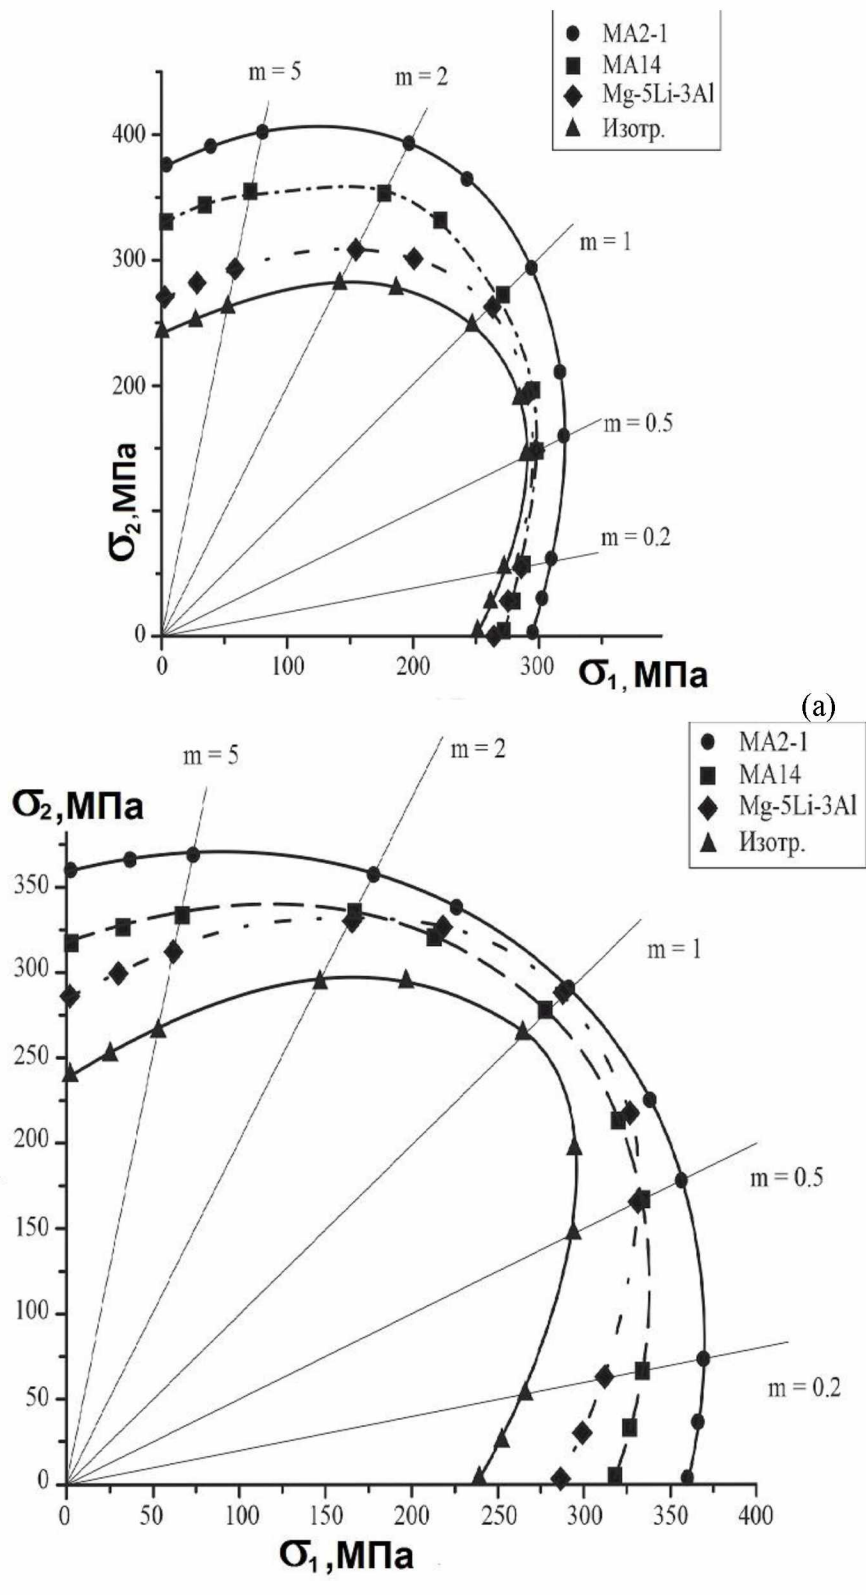 MA2-1
MA14
Mg-5Li-3Al
Изотр.
m = 5
m = 2
400
300
m = 1
200
m = 0.5
m = 0.2
σ2,МПа
0
0
100
200
300
σ1,МПа
(a)
MA2-1
MA14
Mg-5Li-3Al
Изотр.
m = 5
m = 2
σ2,МПа
350
m = 1
300
250
200
m = 0.5
150
100
m = 0.2
50
0
0
50
100
150
200
250
300
350
400
σ1,МПа